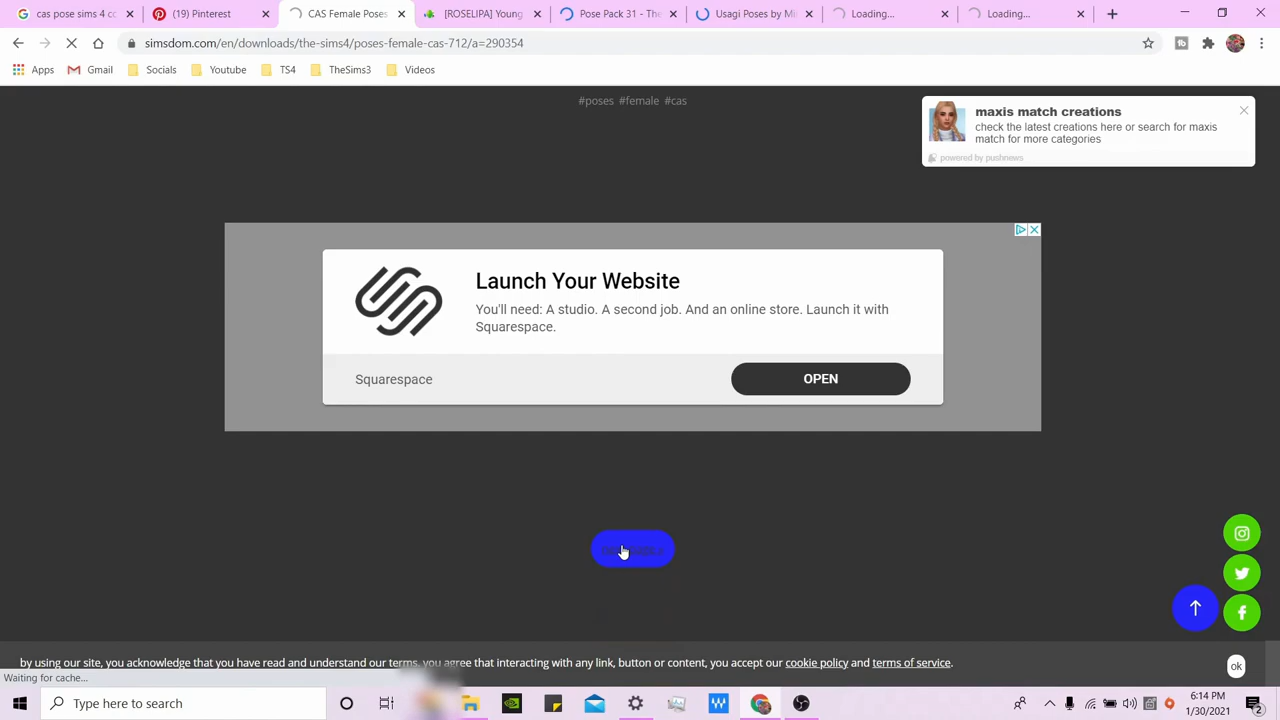 cas pose sims 4 cc
(19) Pinterest
CAS Female Poses
[ROSELIPA] Young
Pose Pack 31 - The
Usagi Poses by Mi
Loading...
Loading...
simsdom.com/en/downloads/the-sims4/poses-female-cas-712/a=290354
Apps
Gmail
Socials
Youtube
TS4
TheSims3
Videos
#poses #female #cas
maxis match creations
check the latest creations here or search for maxis
match for more categories
powered by pushnews
Launch Your Website
You'll need: A studio. A second job. And an online store. Launch it with
Squarespace.
Squarespace
OPEN
by using our site, you acknowledge that you have read and understand our terms, you agree that interacting with any link, button or content, you accept our cookie policy and terms of service.
ok
Waiting for cache...
Type here to search
6:14 PM
1/30/2021
2